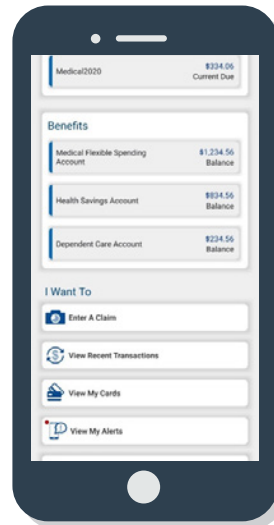 Medical2020
$334.06
Current Due
Benefits
Medical Flexible Spending
Account
$1,234.56
Balance
Health Savings Account
$834.56
Balance
Dependent Care Account
$234.56
Balance
I Want To
Enter A Claim
View Recent Transactions
View My Cards
View My Alerts